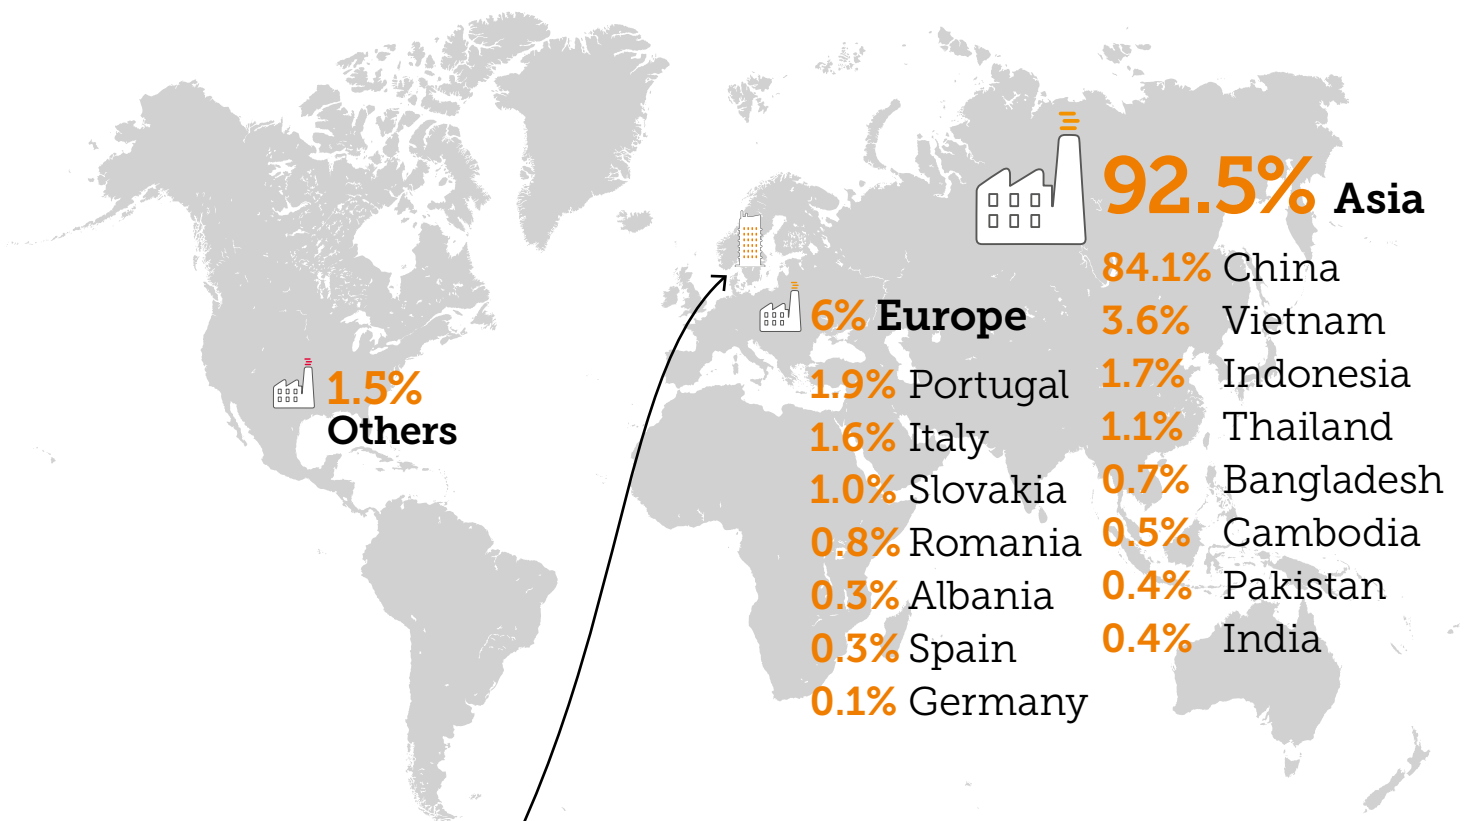 92.5% Asia
84.1% China
3.6% Vietnam
1.7% Indonesia
1.1% Thailand
0.7% Bangladesh
0.5% Cambodia
0.4% Pakistan
0.4% India
6% Europe
1.9% Portugal
1.6% Italy
1.0% Slovakia
0.8% Romania
0.3% Albania
0.3% Spain
0.1% Germany
1.5%
Others